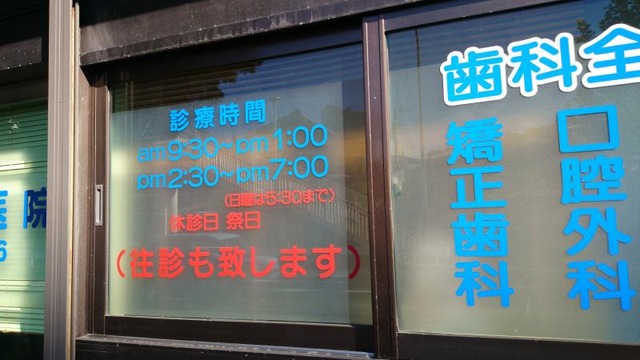 診療時間
am9:30~pm1:00
pm2:30~pm7:00
(日曜は5:30まで)
休診日 祭日
(往診も致します)
歯科全
口腔外科
矯正歯科
医院
6